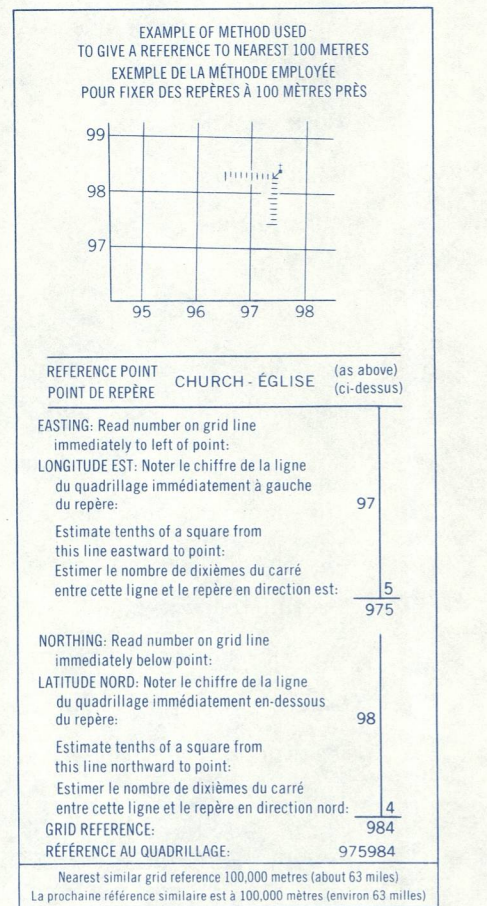 EXAMPLE OF METHOD USED
TO GIVE A REFERENCE TO NEAREST 100 METRES
EXEMPLE DE LA MÉTHODE EMPLOYÉE
POUR FIXER DES REPÈRES À 100 MÈTRES PRÈS
99
98
97
95 96 97 98
REFERENCE POINT
POINT DE REPÈRE
CHURCH - ÉGLISE
(as above)
(ci-dessus)
EASTING: Read number on grid line
immediately to left of point:
LONGITUDE EST: Noter le chiffre de la ligne
du quadrillage immédiatement à gauche
du repère: 97
Estimate tenths of a square from
this line eastward to point:
Estimer le nombre de dixièmes du carré
entre cette ligne et le repère en direction est: 5
975
NORTHING: Read number on grid line
immediately below point:
LATITUDE NORD: Noter le chiffre de la ligne
du quadrillage immédiatement en-dessous
du repère: 98
Estimate tenths of a square from
this line northward to point:
Estimer le nombre de dixièmes du carré
entre cette ligne et le repère en direction nord: 4
GRID REFERENCE: 984
RÉFÉRENCE AU QUADRILLAGE: 975984
Nearest similar grid reference 100,000 metres (about 63 miles)
La prochaine référence similaire est à 100,000 mètres (environ 63 milles)